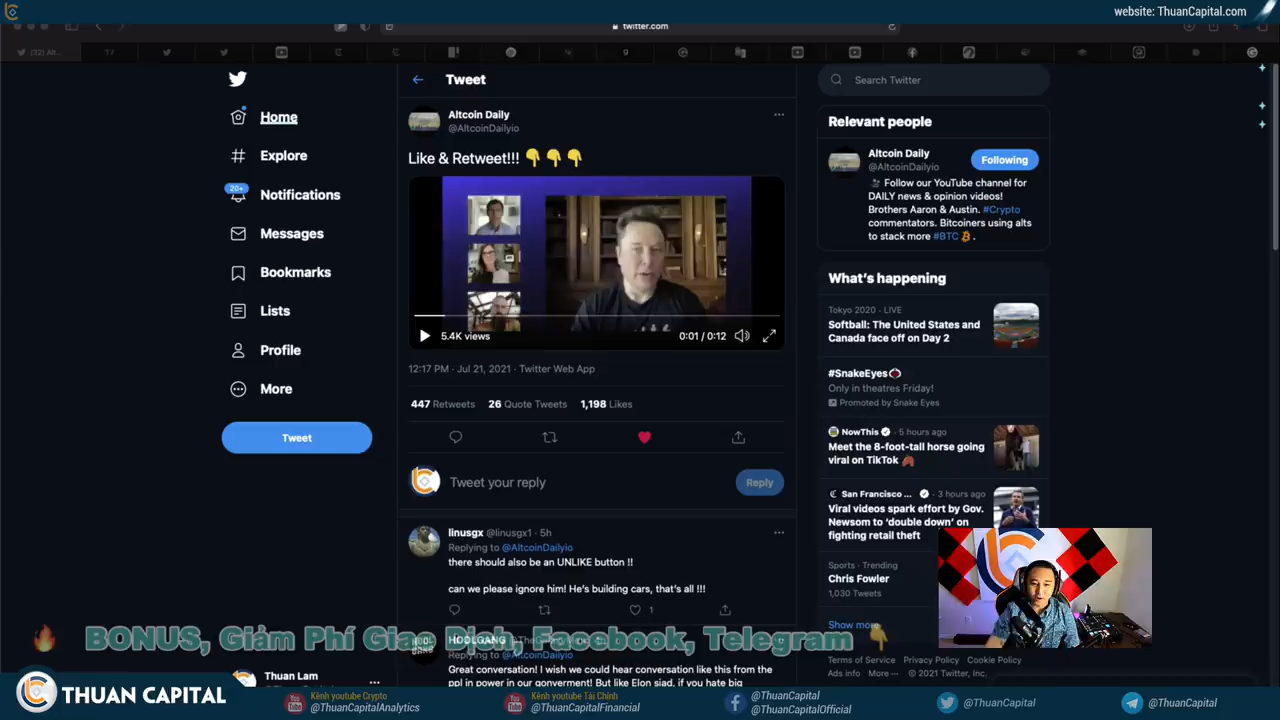 website: ThuanCapital.com
twitter.com
Home
Explore
20+
Notifications
Messages
Bookmarks
Lists
Profile
More
Tweet
Thuan Lam
Tweet
Altcoin Daily
@AltcoinDailyio
Like & Retweet!!! 👇👇👇
5.4K views
0:01 / 0:12
12:17 PM · Jul 21, 2021 · Twitter Web App
447 Retweets 26 Quote Tweets 1,198 Likes
Tweet your reply
Reply
linusgx @linusgx1 · 5h
Replying to @AltcoinDailyio
there should also be an UNLIKE button !!
can we please ignore him! He's building cars, that's all !!!
1
HODLGANG
Replying to @AltcoinDailyio
Great conversation! I wish we could hear conversation like this from the
ppl in power in our gonverment! But like Elon siad, if you hate big
Search Twitter
Relevant people
Altcoin Daily
@AltcoinDailyio
Following
Follow our YouTube channel for
DAILY news & opinion videos!
Brothers Aaron & Austin. #Crypto
commentators. Bitcoiners using alts
to stack more #BTC
What's happening
Tokyo 2020 · LIVE
Softball: The United States and
Canada face off on Day 2
#SnakeEyes
Only in theatres Friday!
Promoted by Snake Eyes
NowThis · 5 hours ago
Meet the 8-foot-tall horse going
viral on TikTok
San Francisco ... · 3 hours ago
Viral videos spark effort by Gov.
Newsom to 'double down' on
fighting retail theft
Sports · Trending
Chris Fowler
1,030 Tweets
Show more
Terms of Service Privacy Policy Cookie Policy
Ads info More ··· © 2021 Twitter, Inc.
🔥 BONUS, Giảm Phí Giao Dịch, Facebook, Telegram 👇
THUAN CAPITAL
Kênh youtube Crypto
@ThuanCapitalAnalytics
Kênh youtube Tài Chính
@ThuanCapitalFinancial
@ThuanCapital
@ThuanCapitalOfficial
@ThuanCapital
@ThuanCapital